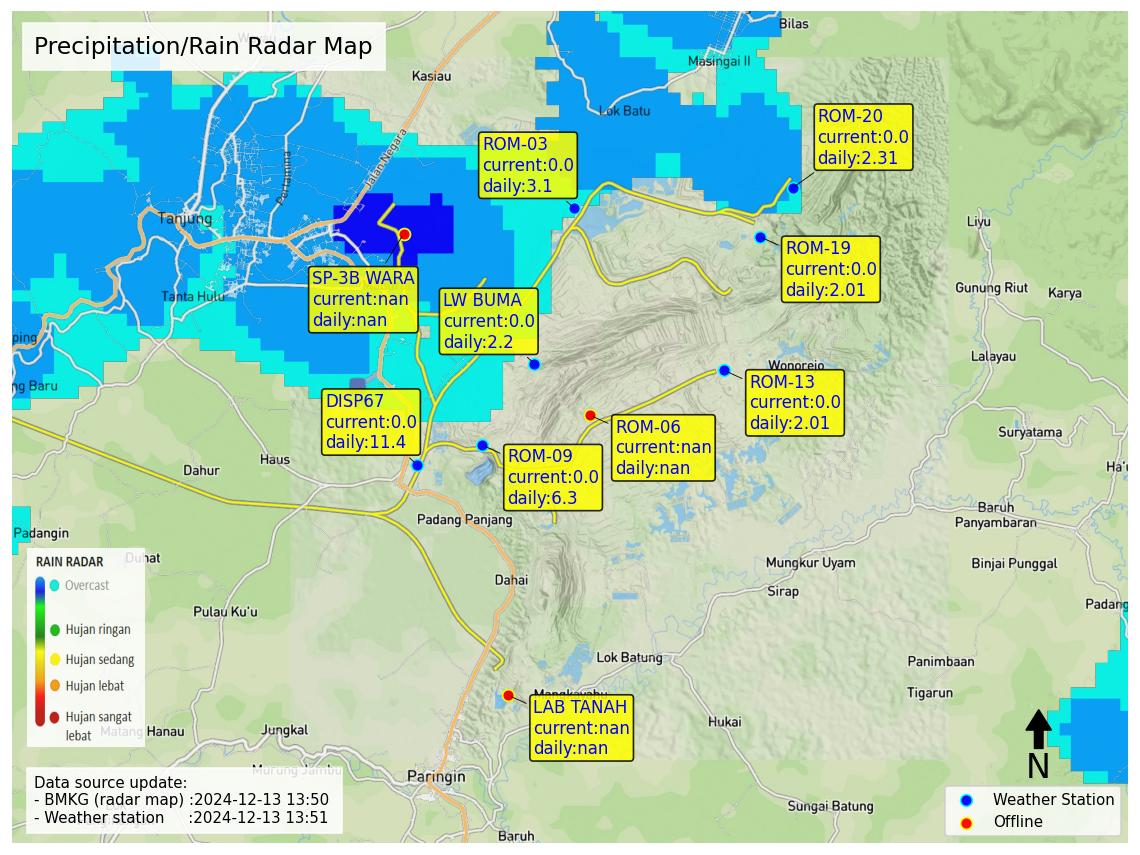 Precipitation/Rain Radar Map
Bilas
Masingai II
Kasiau
Lok Batu
Jalan Negara
Pertamina
ROM-20
current:0.0
daily:2.31
ROM-03
current:0.0
daily:3.1
Tanjung
Liyu
ROM-19
current:0.0
daily:2.01
SP-3B WARA
current:nan
daily:nan
Tanta Hulu
LW BUMA
current:0.0
daily:2.2
Gunung Riut
Karya
ping
Lalayau
Wonorejo
ng Baru
ROM-13
current:0.0
daily:2.01
DISP67
current:0.0
daily:11.4
ROM-06
current:nan
daily:nan
Suryatama
Haus
Dahur
ROM-09
current:0.0
daily:6.3
Ha'u
Padang Panjang
Baruh
Panyambaran
Padangin
Duhat
Mungkur Uyam
Binjai Punggal
Dahai
Sirap
Pulau Ku'u
Padang
RAIN RADAR
Overcast
Hujan ringan
Hujan sedang
Hujan lebat
Hujan sangat
lebat
Lok Batung
Panimbaan
Tigarun
LAB TANAH
current:nan
daily:nan
Hukai
Matang Hanau
Jungkal
Murung Jambu
Paringin
N
Sungai Batung
Baruh
Data source update:
- BMKG (radar map) :2024-12-13 13:50
- Weather station :2024-12-13 13:51
Weather Station
Offline